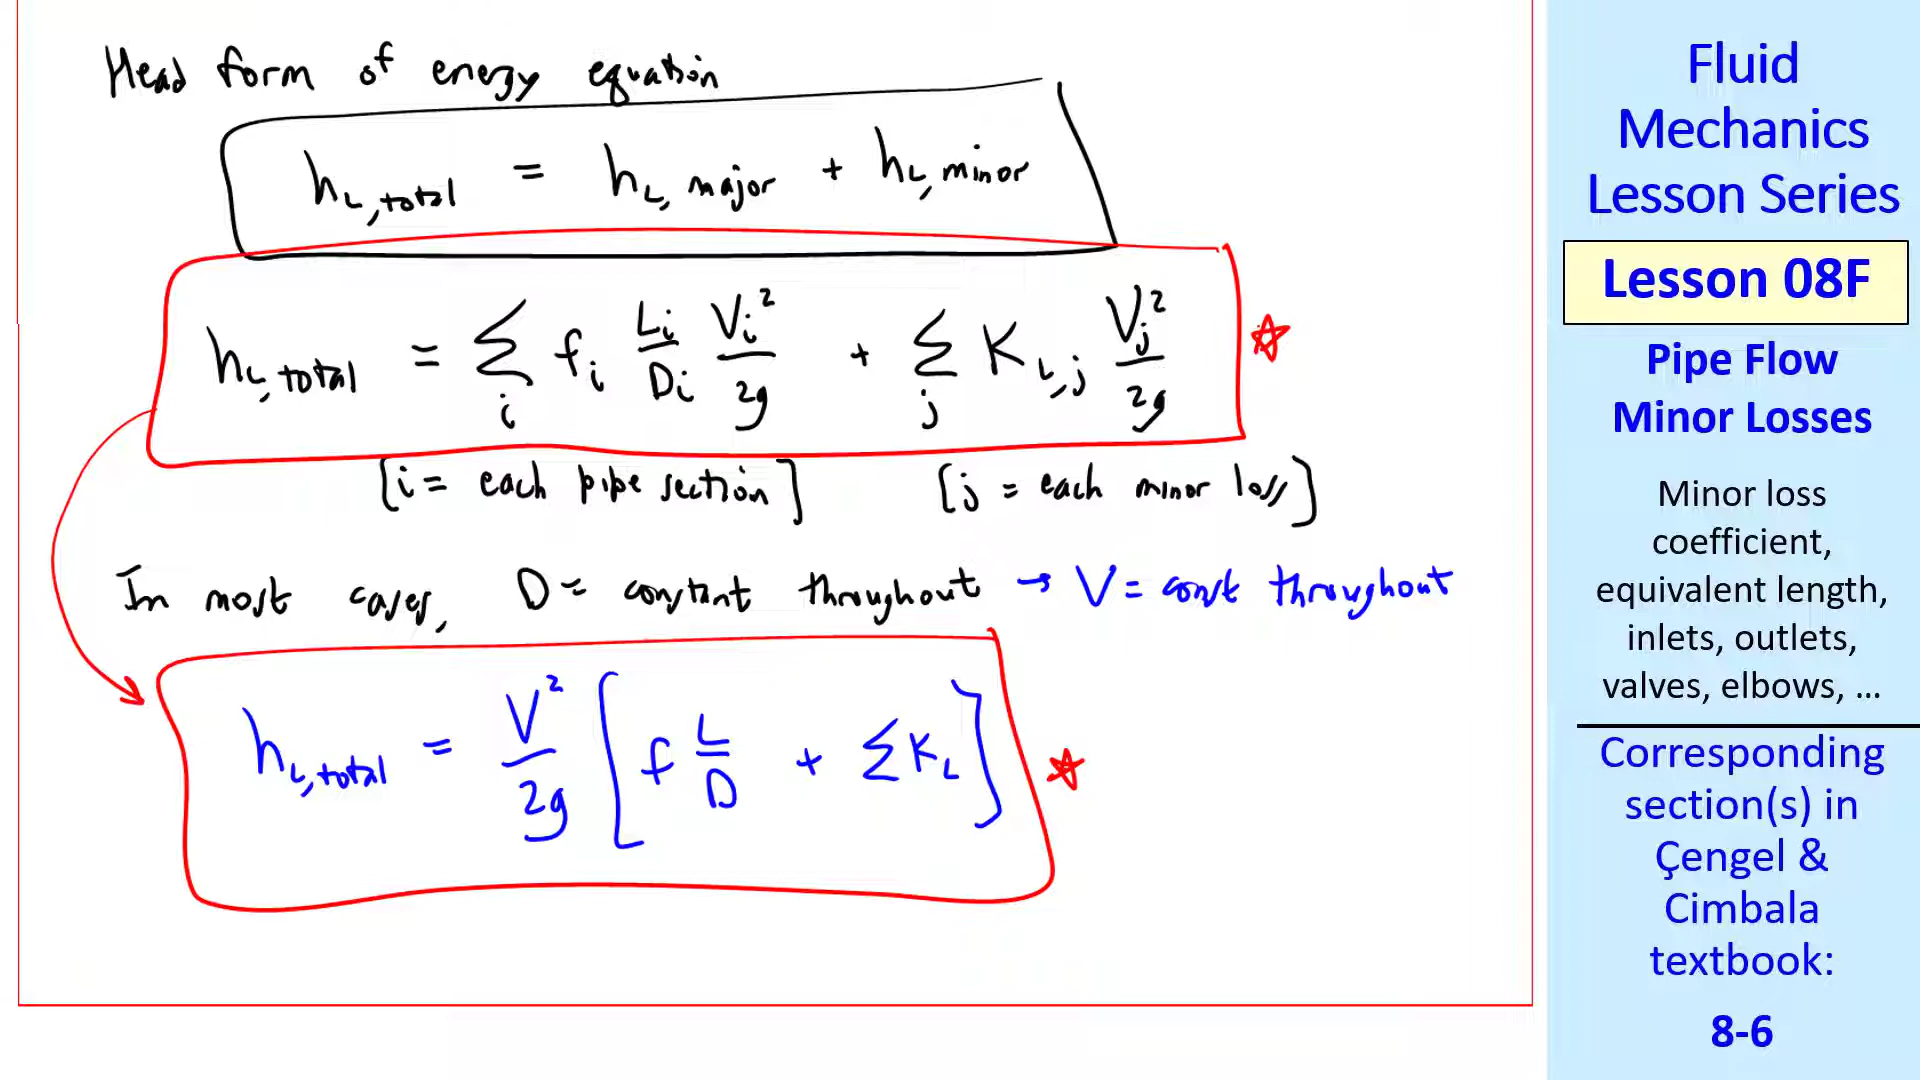 Head form of energy equation
h_L,total = h_L,major + h_L,minor
h_L,total = Σ_i f_i L_i/D_i V_i²/2g + Σ_j K_L,j V_j²/2g
[i = each pipe section] [j = each minor loss]
In most cases, D = constant throughout → V = const throughout
h_L,total = V²/2g [f L/D + ΣK_L]
Fluid
Mechanics
Lesson Series
Lesson 08F
Pipe Flow
Minor Losses
Minor loss
coefficient,
equivalent length,
inlets, outlets,
valves, elbows, ...
Corresponding
section(s) in
Çengel &
Cimbala
textbook:
8-6